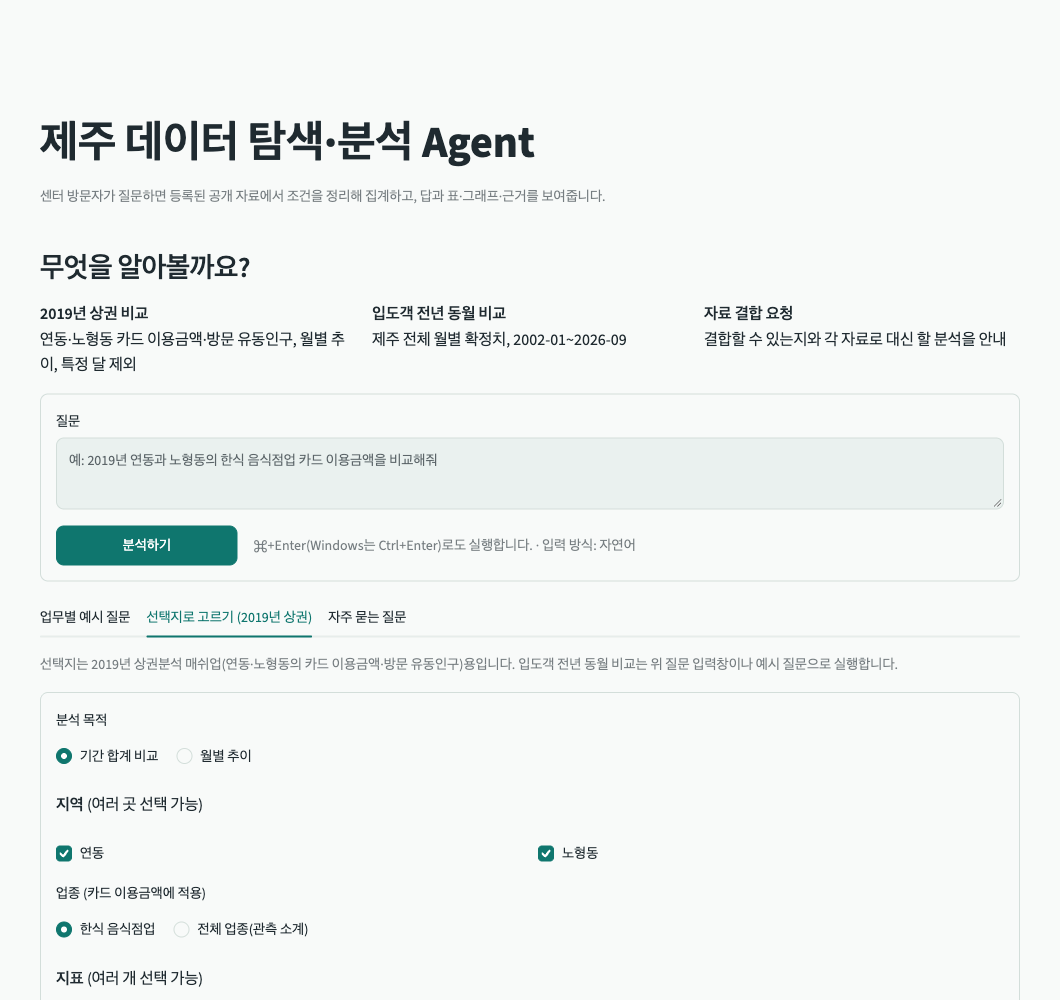 제주 데이터 탐색·분석 Agent
센터 방문자가 질문하면 등록된 공개 자료에서 조건을 정리해 집계하고, 답과 표·그래프·근거를 보여줍니다.
무엇을 알아볼까요?
2019년 상권 비교
연동·노형동 카드 이용금액·방문 유동인구, 월별 추
이, 특정 달 제외
입도객 전년 동월 비교
제주 전체 월별 확정치, 2002-01~2026-09
자료 결합 요청
결합할 수 있는지와 각 자료로 대신 할 분석을 안내
질문
예: 2019년 연동과 노형동의 한식 음식점업 카드 이용금액을 비교해줘
분석하기
⌘+Enter(Windows는 Ctrl+Enter)로도 실행합니다. · 입력 방식: 자연어
업무별 예시 질문
선택지로 고르기 (2019년 상권)
자주 묻는 질문
선택지는 2019년 상권분석 매쉬업(연동·노형동의 카드 이용금액·방문 유동인구)용입니다. 입도객 전년 동월 비교는 위 질문 입력창이나 예시 질문으로 실행합니다.
분석 목적
기간 합계 비교
월별 추이
지역 (여러 곳 선택 가능)
연동
노형동
업종 (카드 이용금액에 적용)
한식 음식점업
전체 업종(관측 소계)
지표 (여러 개 선택 가능)